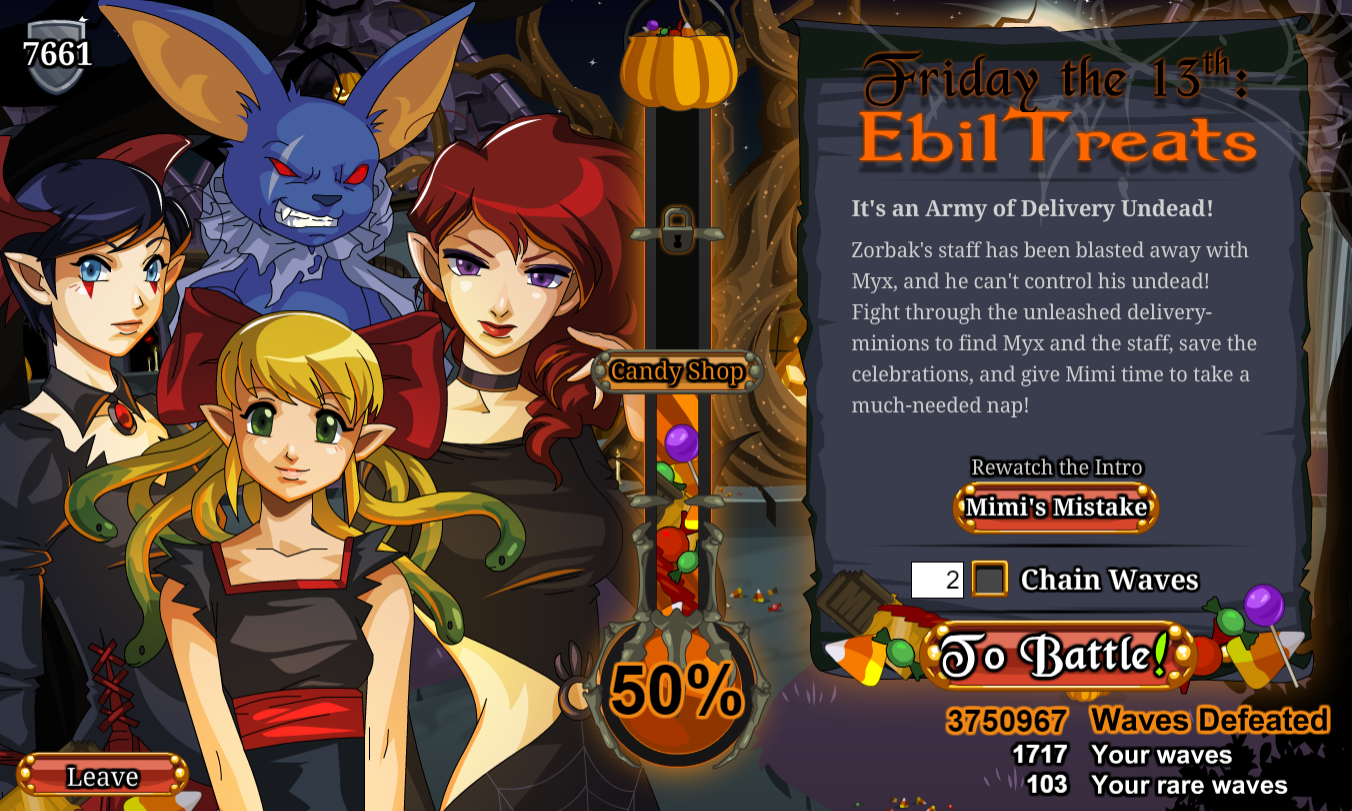 7661
Friday the 13th:
Ebil Treats
It's an Army of Delivery Undead!
Zorbak's staff has been blasted away with
Myx, and he can't control his undead!
Fight through the unleashed delivery-
minions to find Myx and the staff, save the
celebrations, and give Mimi time to take a
much-needed nap!
Candy Shop
Rewatch the Intro
Mimi's Mistake
2 Chain Waves
To Battle!
50%
3750967 Waves Defeated
1717 Your waves
103 Your rare waves
Leave